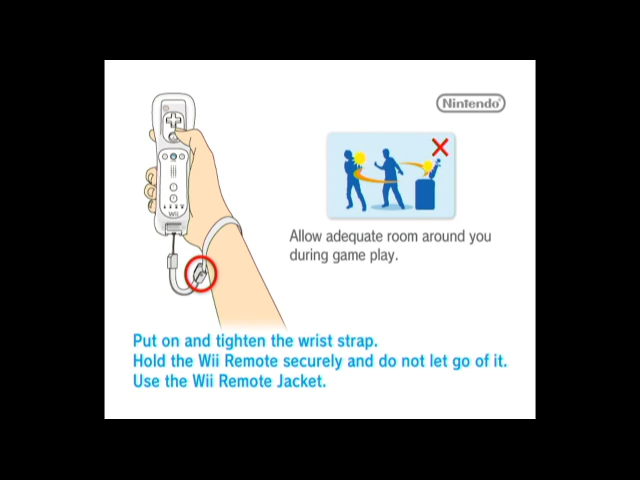 Nintendo
Wii
Allow adequate room around you
during game play.
Put on and tighten the wrist strap.
Hold the Wii Remote securely and do not let go of it.
Use the Wii Remote Jacket.